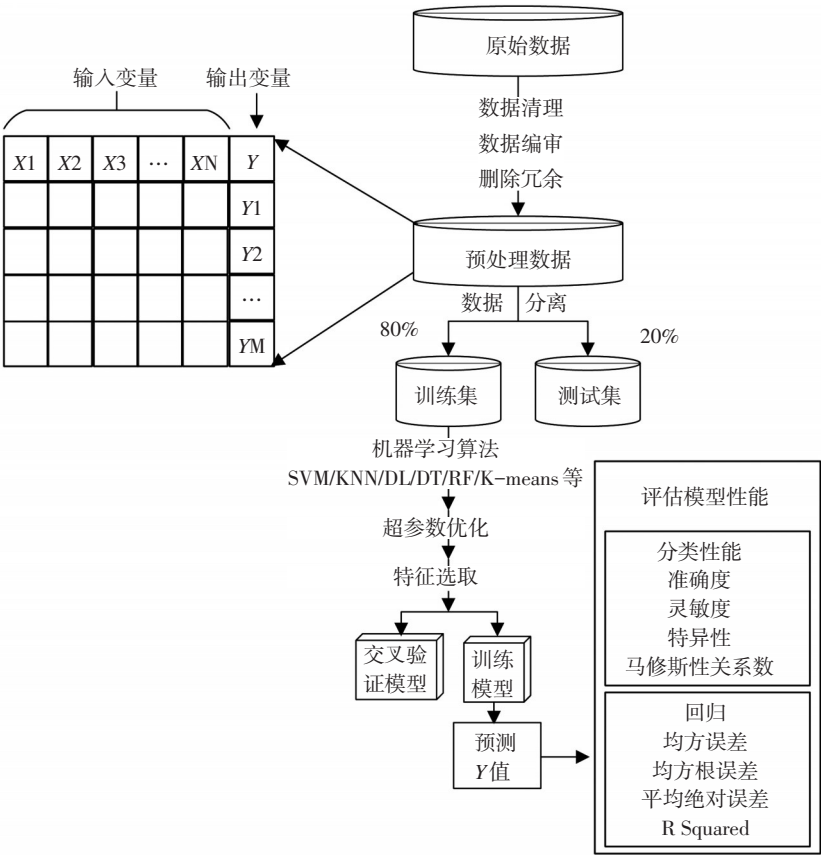 原始数据
输入变量 输出变量
数据清理
数据编审
删除冗余
X1 X2 X3 … XN Y
Y1
Y2
…
YM
预处理数据
数据 分离
80% 20%
训练集 测试集
机器学习算法
SVM/KNN/DL/DT/RF/K-means 等
超参数优化
特征选取
交叉验
证模型
训练
模型
预测
Y值
评估模型性能
分类性能
准确度
灵敏度
特异性
马修斯性关系数
回归
均方误差
均方根误差
平均绝对误差
R Squared